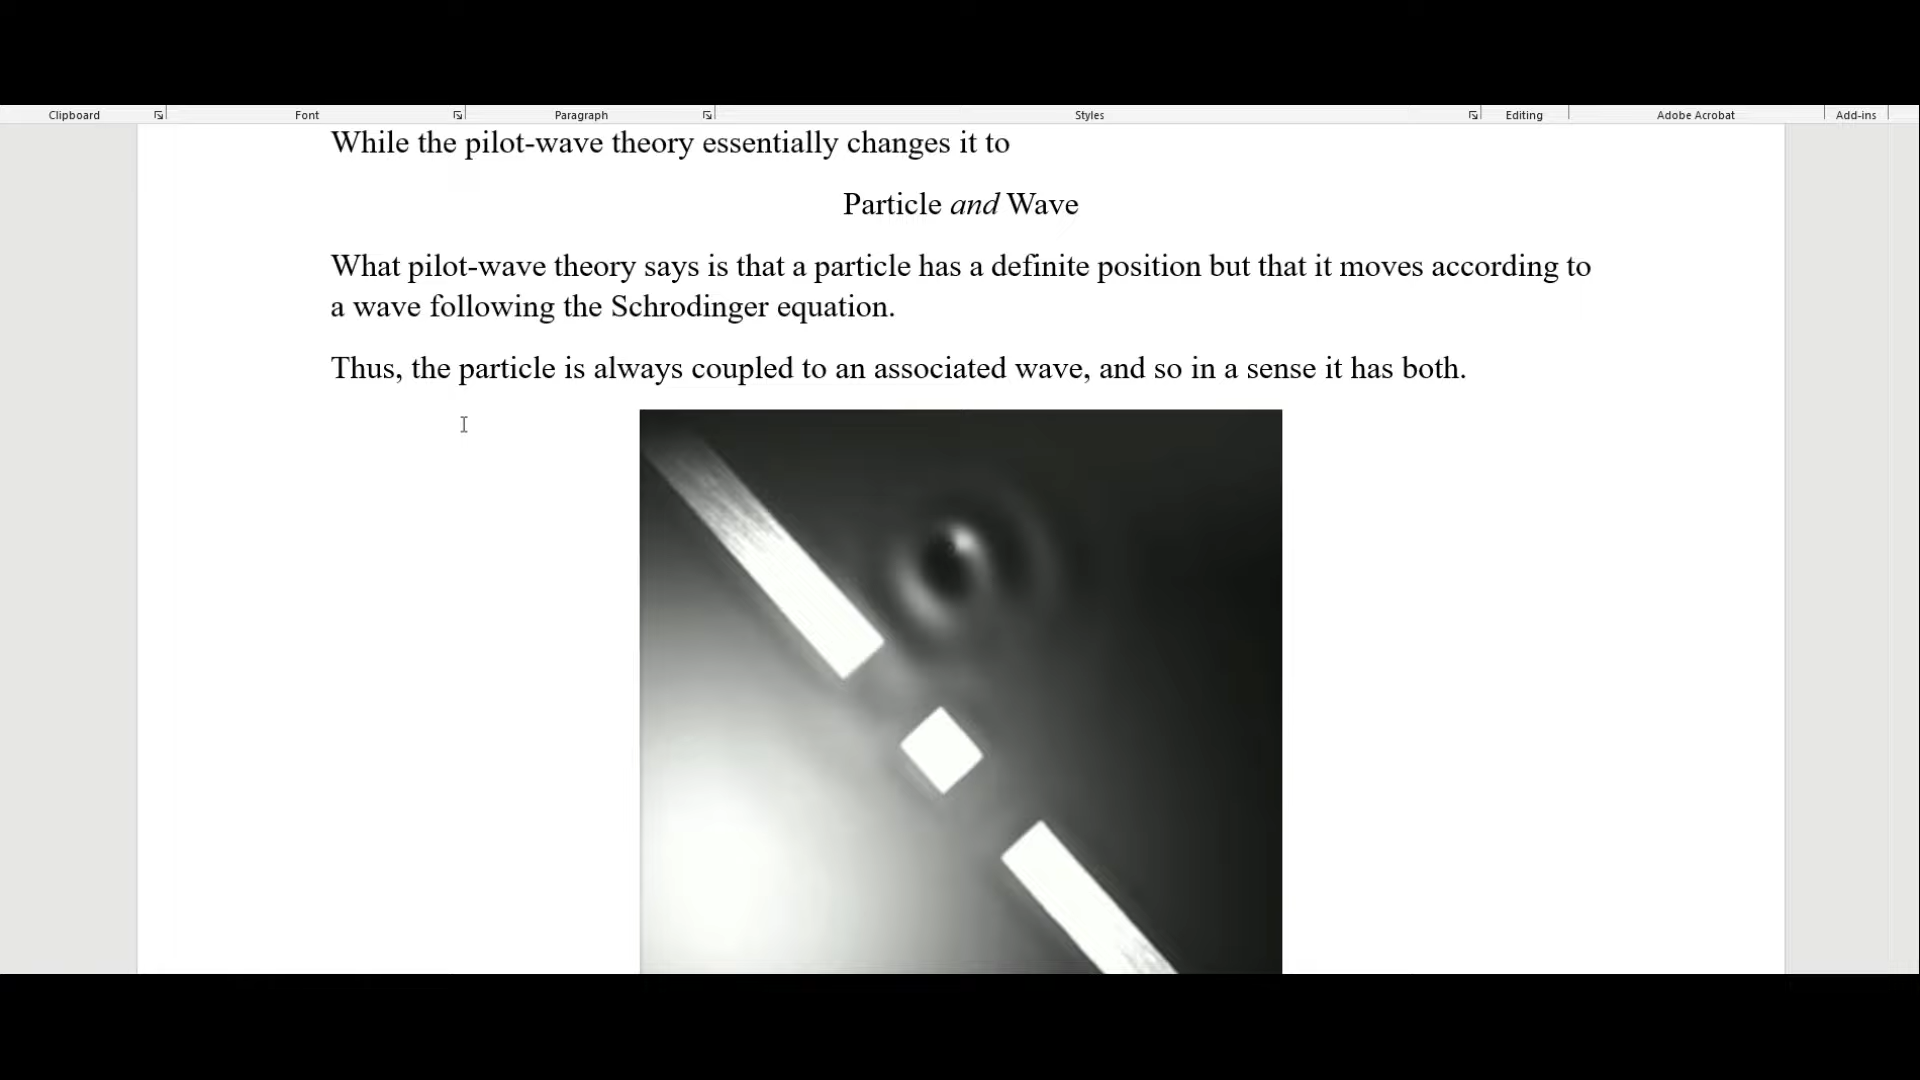 Clipboard Font Paragraph Styles Editing Adobe Acrobat Add-ins
While the pilot-wave theory essentially changes it to
Particle and Wave
What pilot-wave theory says is that a particle has a definite position but that it moves according to
a wave following the Schrodinger equation.
Thus, the particle is always coupled to an associated wave, and so in a sense it has both.